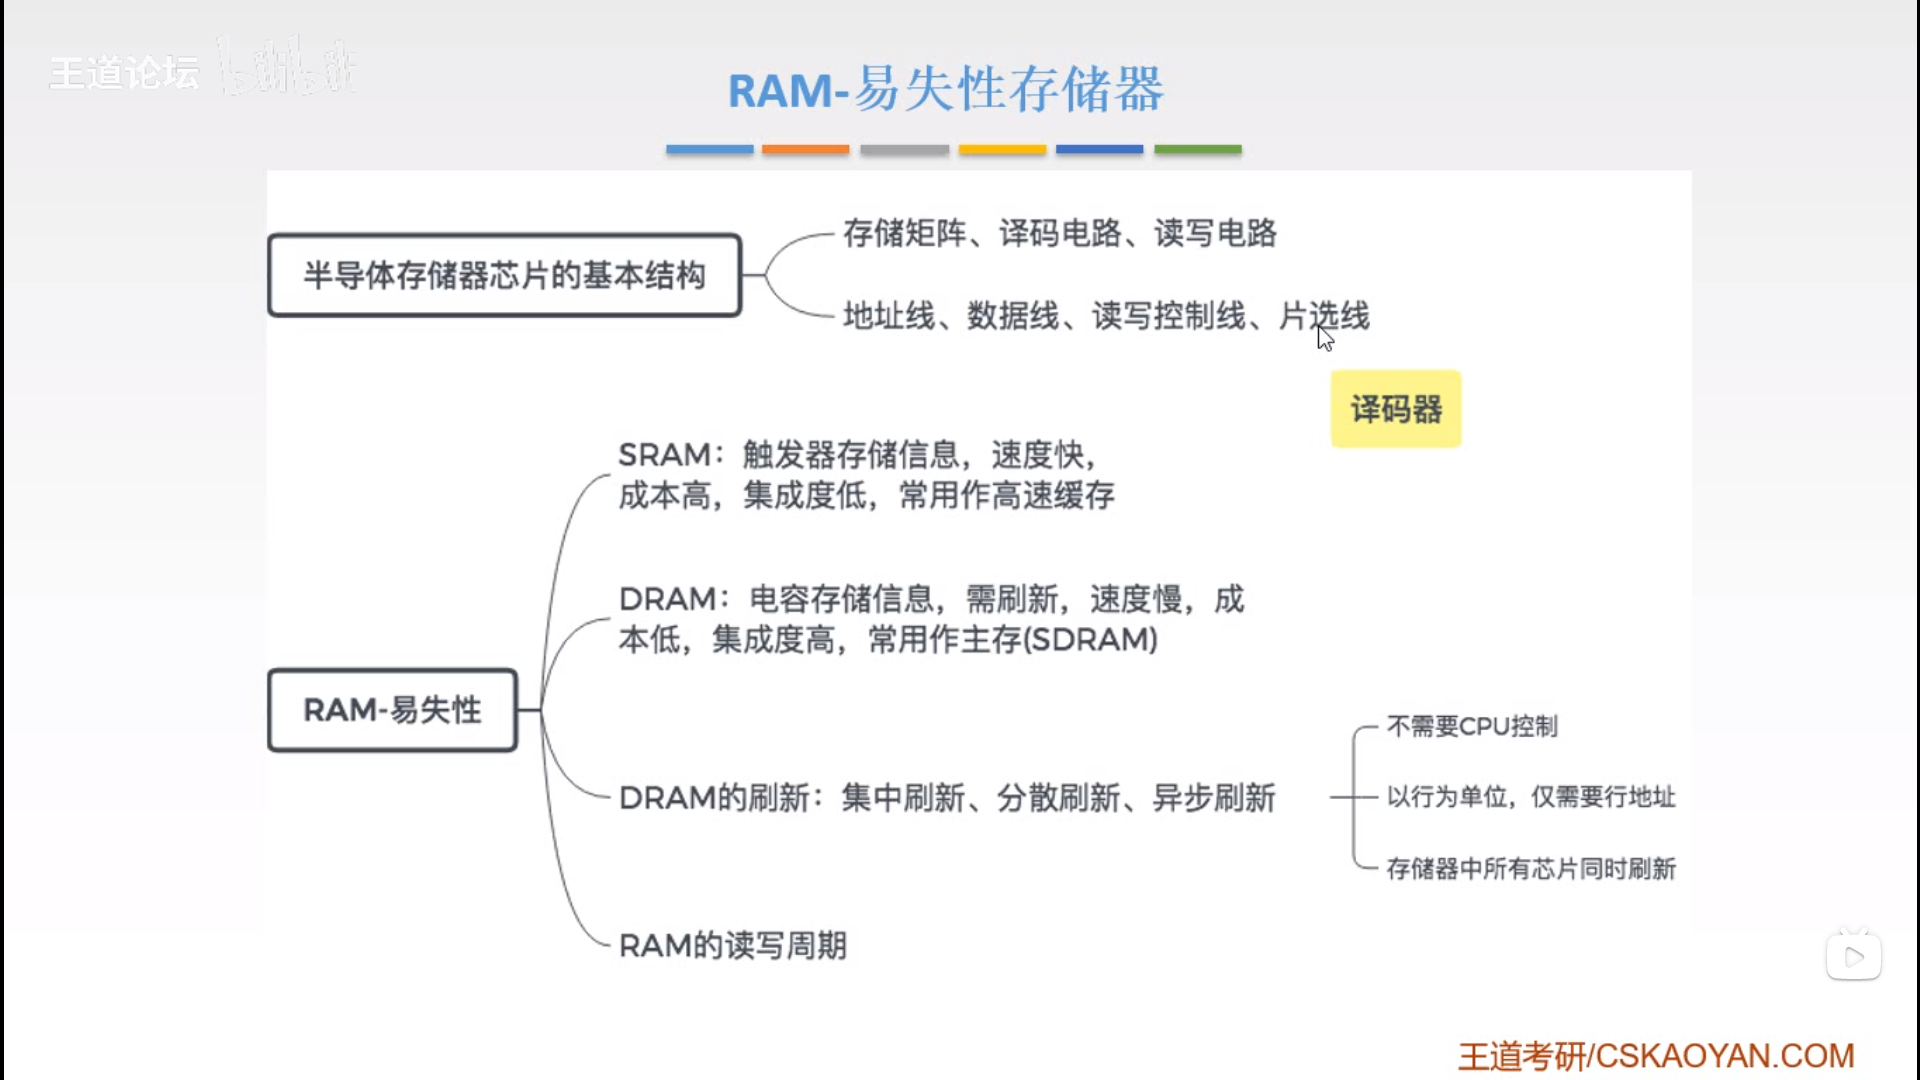 王道论坛 bilibili
RAM-易失性存储器
半导体存储器芯片的基本结构
存储矩阵、译码电路、读写电路
地址线、数据线、读写控制线、片选线
译码器
SRAM：触发器存储信息，速度快，
成本高，集成度低，常用作高速缓存
DRAM：电容存储信息，需刷新，速度慢，成
本低，集成度高，常用作主存(SDRAM)
RAM-易失性
DRAM的刷新：集中刷新、分散刷新、异步刷新
不需要CPU控制
以行为单位，仅需要行地址
存储器中所有芯片同时刷新
RAM的读写周期
王道考研/CSKAOYAN.COM